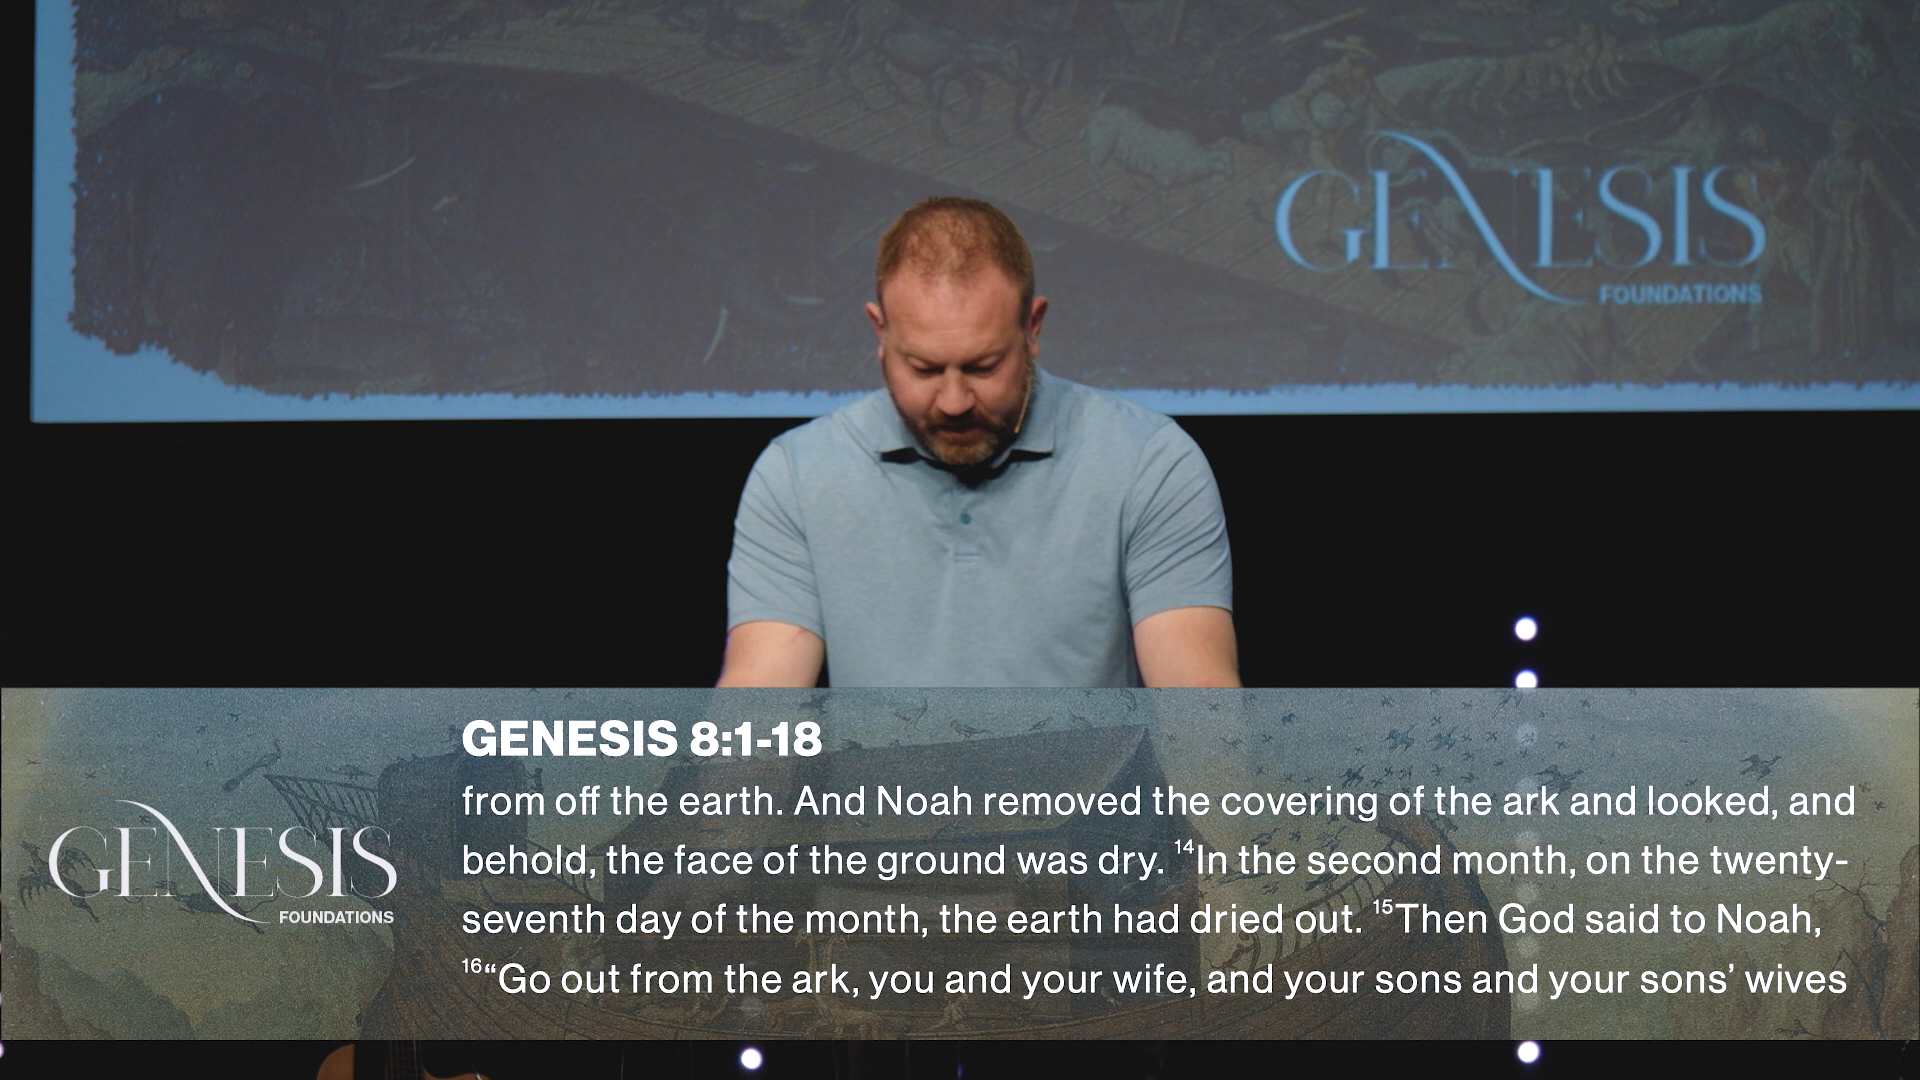 GENESIS
FOUNDATIONS
GENESIS 8:1-18
from off the earth. And Noah removed the covering of the ark and looked, and
behold, the face of the ground was dry. ¹⁴In the second month, on the twenty-
seventh day of the month, the earth had dried out. ¹⁵Then God said to Noah,
¹⁶“Go out from the ark, you and your wife, and your sons and your sons’ wives
GENESIS
FOUNDATIONS